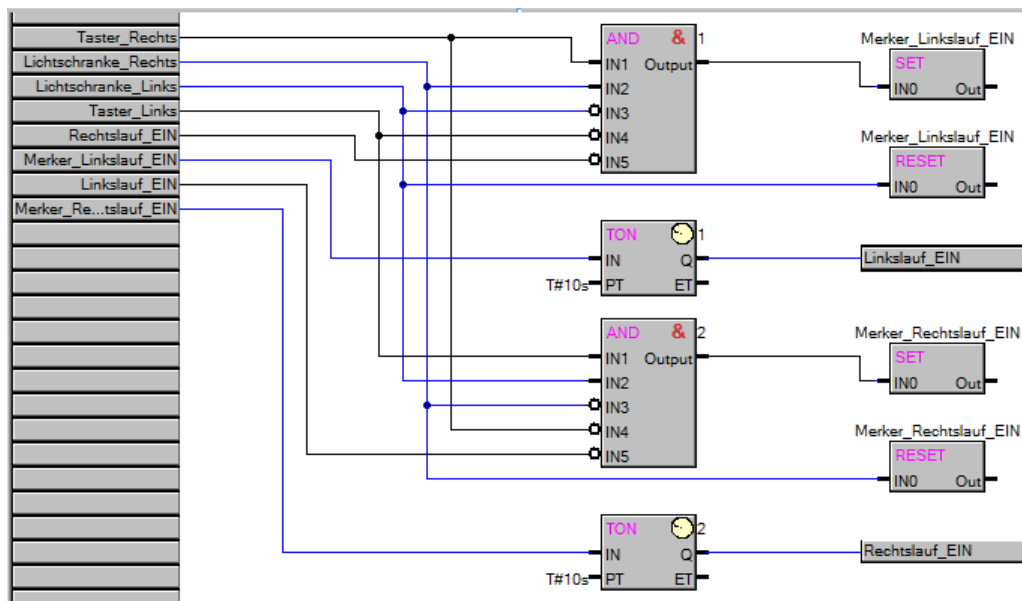 Taster_Rechts
Lichtschranke_Rechts
Lichtschranke_Links
Taster_Links
Rechtslauf_EIN
Merker_Linkslauf_EIN
Linkslauf_EIN
Merker_Re...tslauf_EIN
AND & 1
IN1 Output
IN2
IN3
IN4
IN5
Merker_Linkslauf_EIN
SET
IN0 Out
Merker_Linkslauf_EIN
RESET
IN0 Out
TON 1
IN Q
T#10s PT ET
Linkslauf_EIN
AND & 2
IN1 Output
IN2
IN3
IN4
IN5
Merker_Rechtslauf_EIN
SET
IN0 Out
Merker_Rechtslauf_EIN
RESET
IN0 Out
TON 2
IN Q
T#10s PT ET
Rechtslauf_EIN